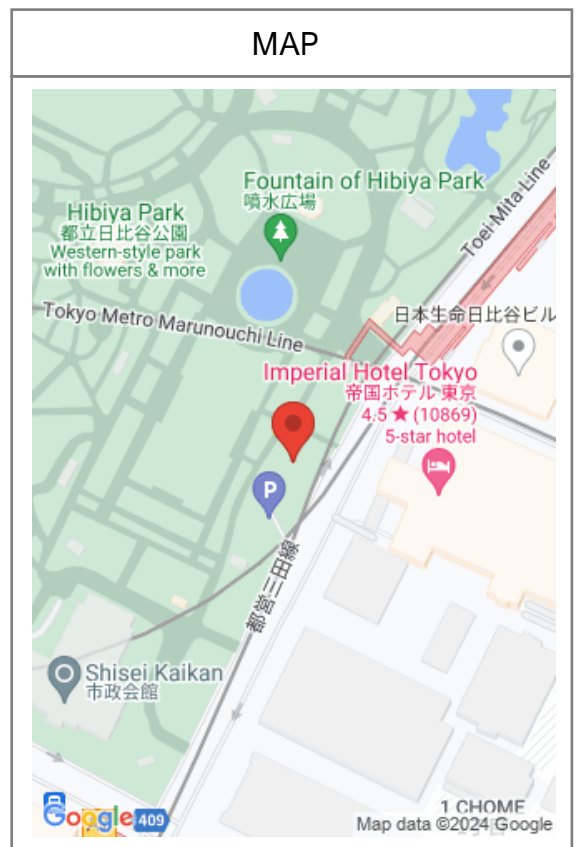 MAP
Toei Mita Line
Fountain of Hibiya Park
噴水広場
Hibiya Park
都立日比谷公園
Western-style park
with flowers & more
Tokyo Metro Marunouchi Line
日本生命日比谷ビル
Imperial Hotel Tokyo
帝国ホテル 東京
4.5 ★ (10869)
5-star hotel
P
都営三田線
Shisei Kaikan
市政会館
1 CHOME
Google
409
Map data ©2024 Google